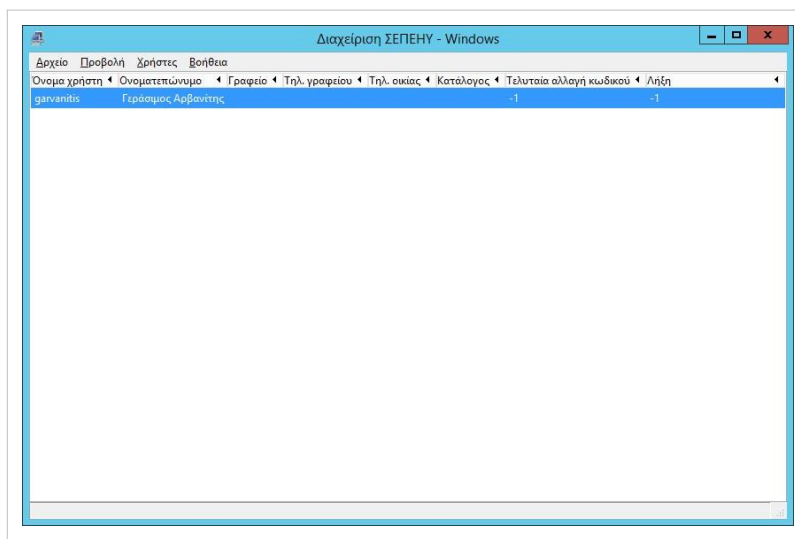 Διαχείριση ΣΕΠΕΗΥ - Windows
Αρχείο Προβολή Χρήστες Βοήθεια
Όνομα χρήστη Ονοματεπώνυμο Γραφείο Τηλ. γραφείου Τηλ. οικίας Κατάλογος Τελυταία αλλαγή κωδικού Λήξη
garvanitis Γεράσιμος Αρβανίτης -1 -1